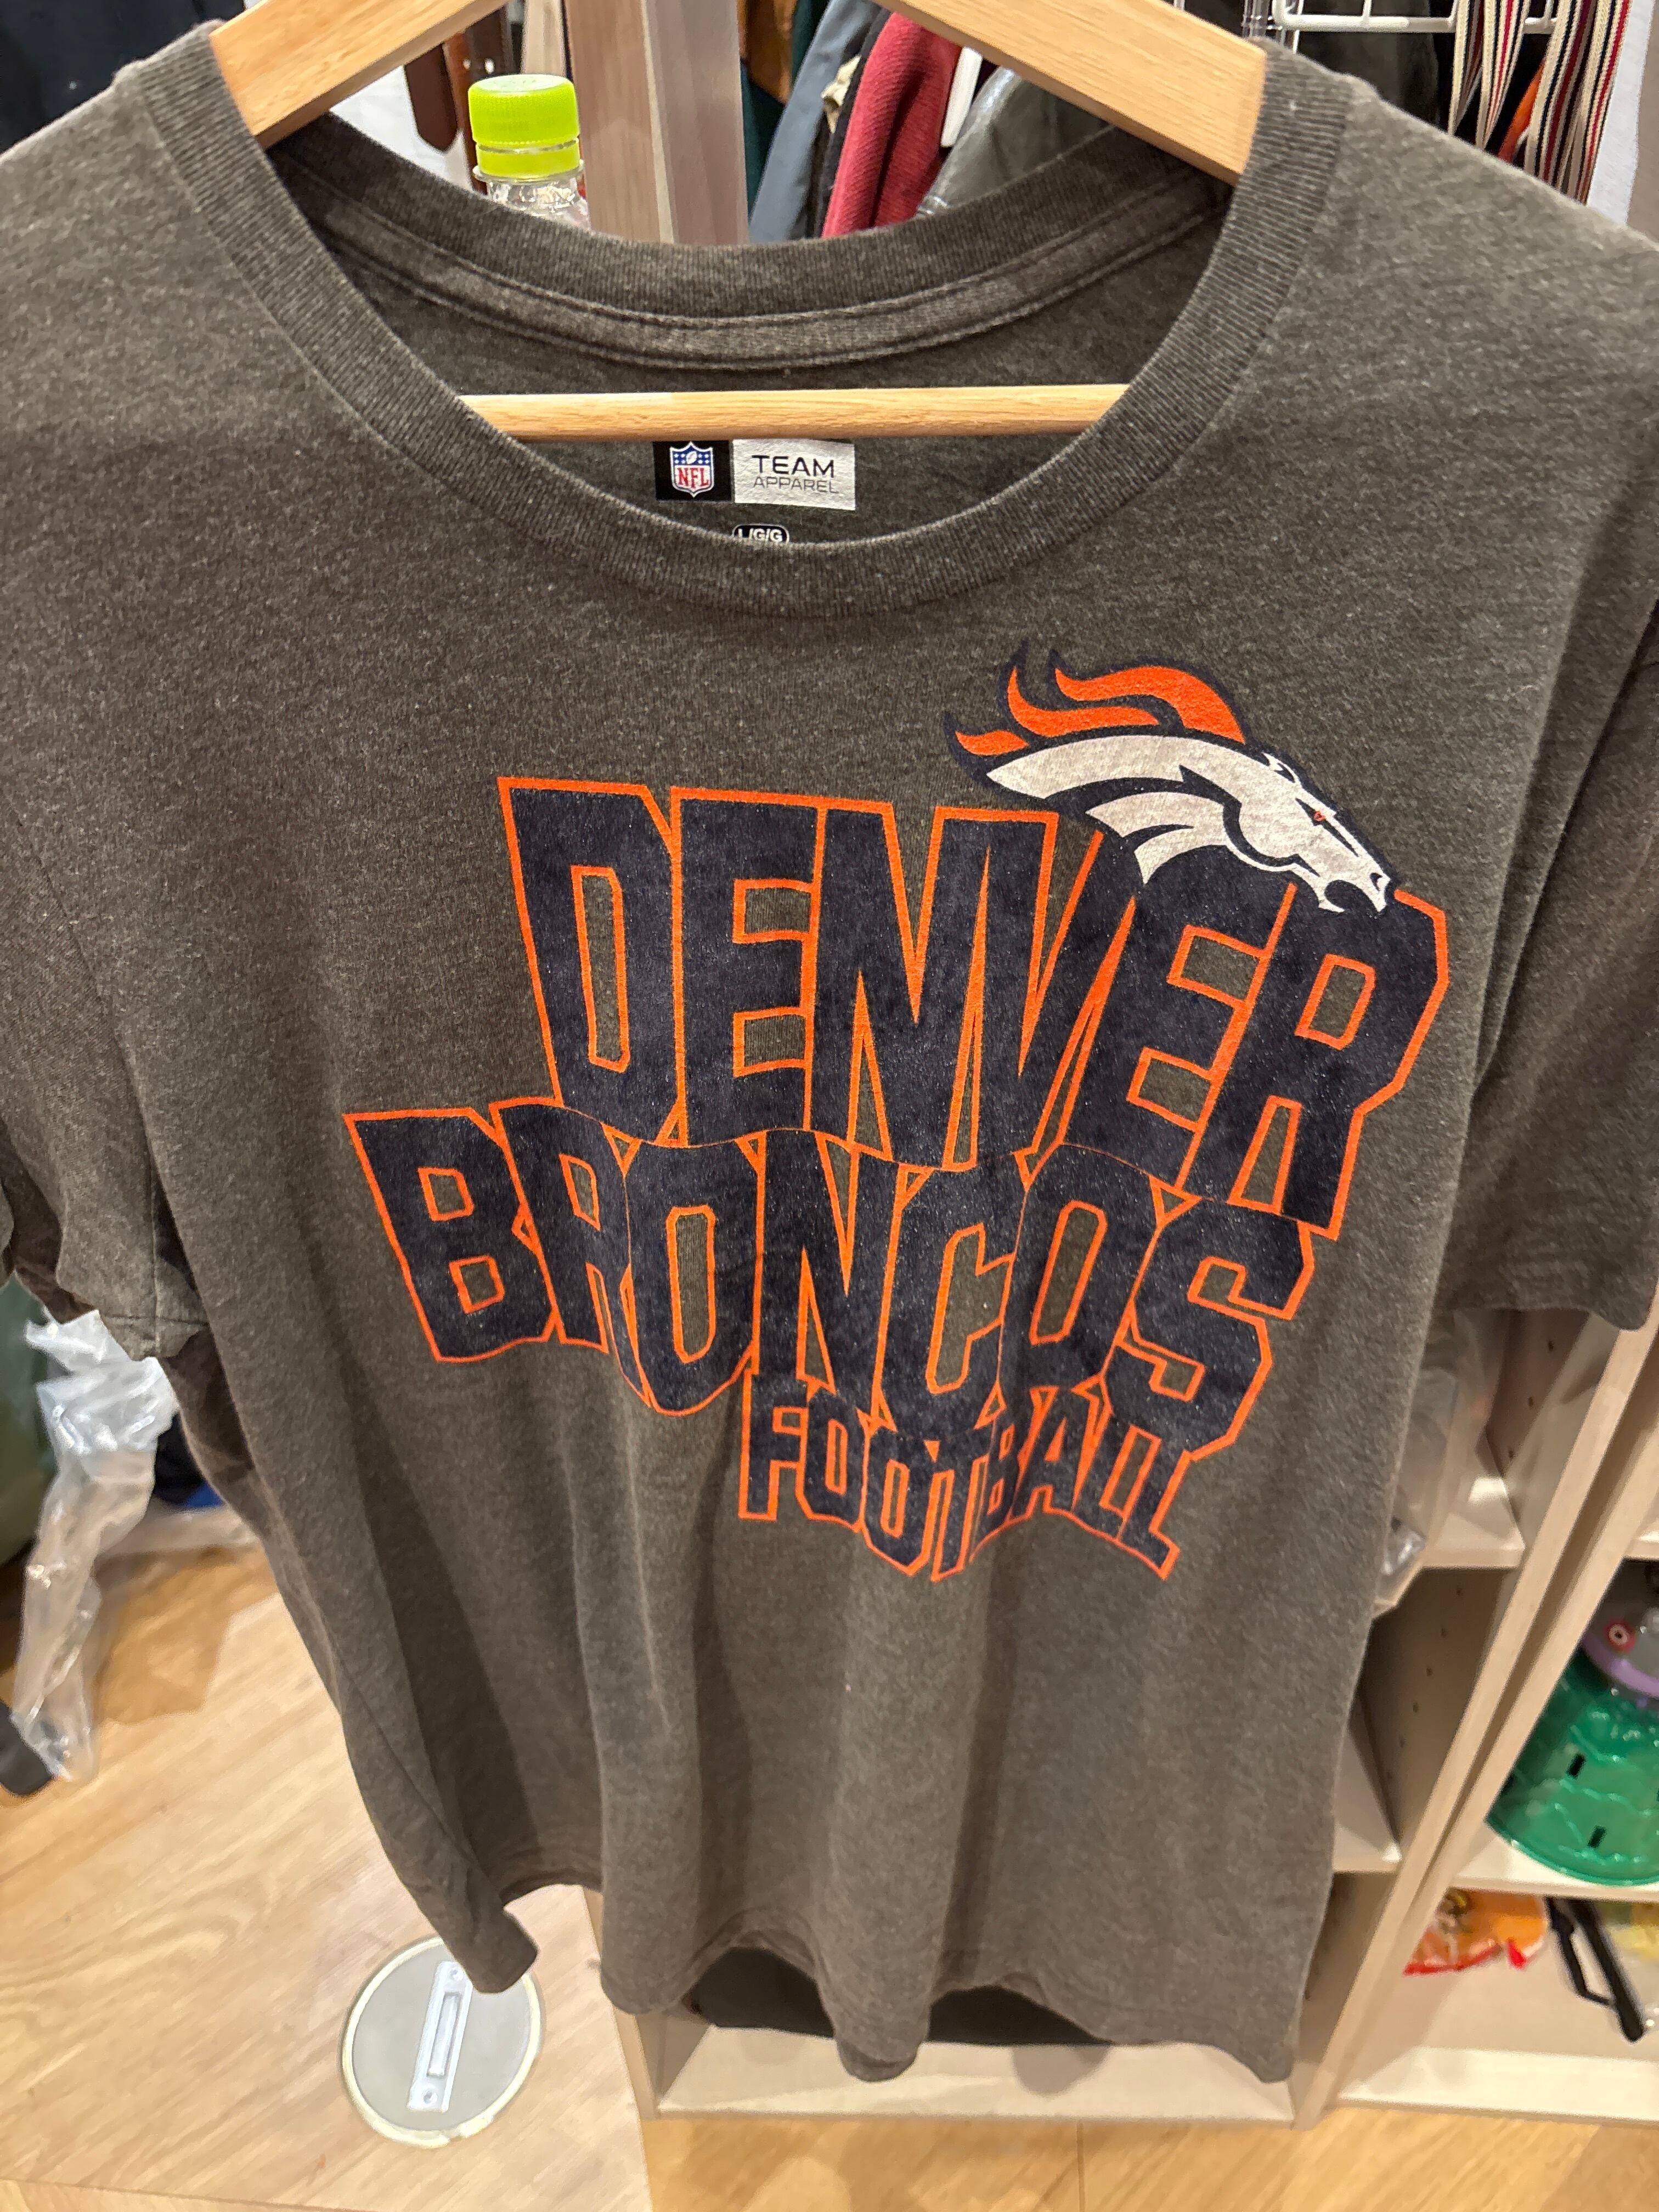 NFL
TEAM
APPAREL
L/G/G
DENVER
BRONCOS
FOOTBALL